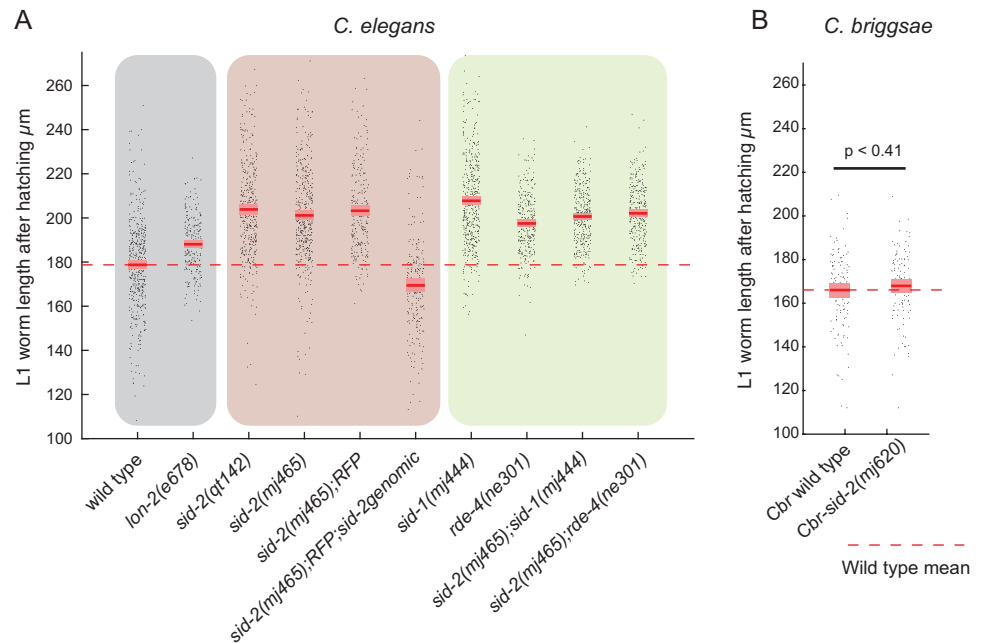 A
C. elegans
L1 worm length after hatching µm
260
240
220
200
180
160
140
120
100
wild type
lon-2(e678)
sid-2(qt142)
sid-2(mj465)
sid-2(mj465);RFP
sid-2(mj465);RFP;sid-2genomic
sid-1(mj444)
rde-4(ne301)
sid-2(mj465);sid-1(mj444)
sid-2(mj465);rde-4(ne301)
B
C. briggsae
L1 worm length after hatching µm
260
240
220
200
180
160
140
120
100
p < 0.41
Cbr wild type
Cbr-sid-2(mj620)
Wild type mean